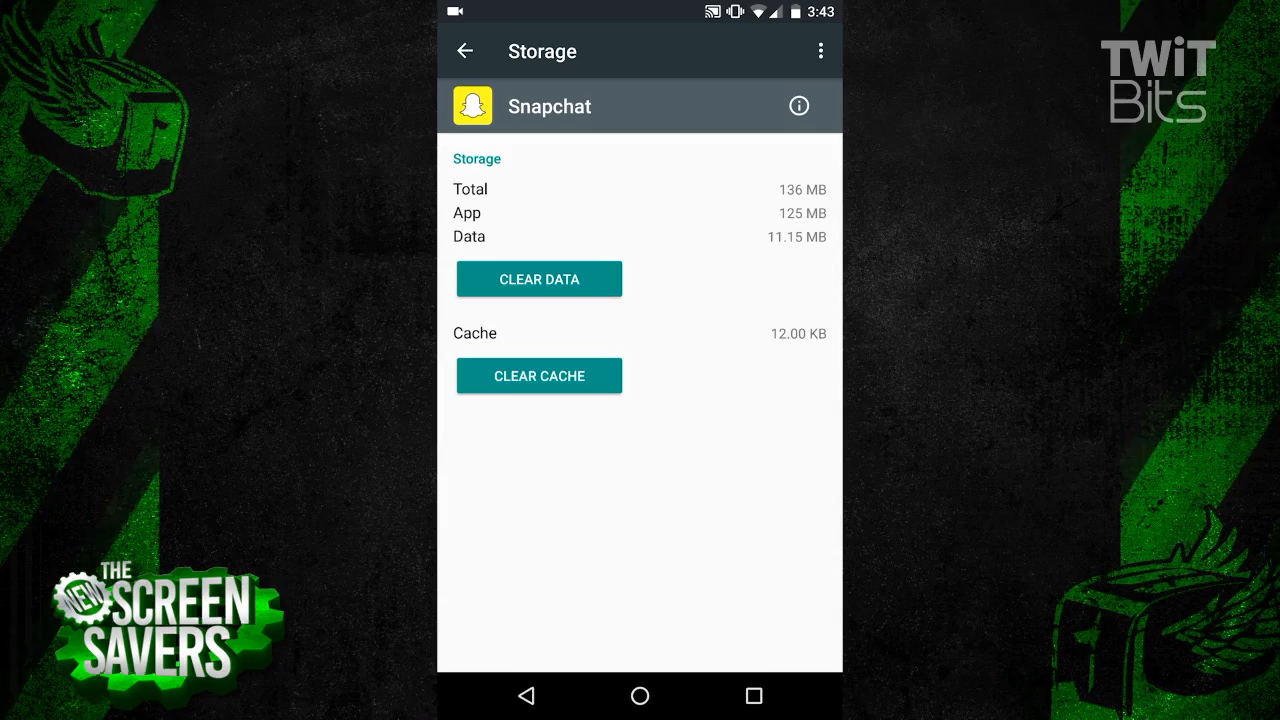 3:43
Storage
TWiT
Bits
Snapchat
Storage
Total 136 MB
App 125 MB
Data 11.15 MB
CLEAR DATA
Cache 12.00 KB
CLEAR CACHE
THE
NEW SCREEN
SAVERS